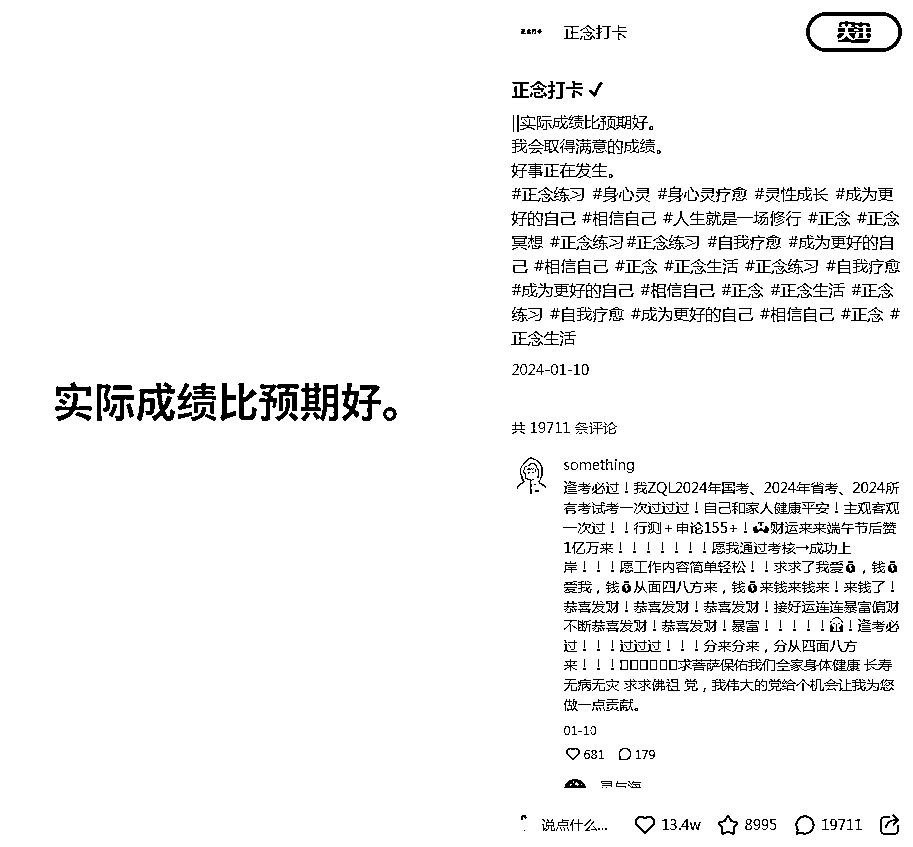 实际成绩比预期好。
正念打卡
关注
正念打卡 ✓
||实际成绩比预期好。
我会取得满意的成绩。
好事正在发生。
#正念练习 #身心灵 #身心灵疗愈 #灵性成长 #成为更
好的自己 #相信自己 #人生就是一场修行 #正念 #正念
冥想 #正念练习#正念练习 #自我疗愈 #成为更好的自
己 #相信自己 #正念 #正念生活 #正念练习 #自我疗愈
#成为更好的自己 #相信自己 #正念 #正念生活 #正念
练习 #自我疗愈 #成为更好的自己 #相信自己 #正念 #
正念生活
2024-01-10
共 19711 条评论
something
逢考必过！我ZQL2024年国考、2024年省考、2024所
有考试考一次过过过！自己和家人健康平安！主观客观
一次过！！行测＋申论155+！财运来来端午节后赞
1亿万来！！！！！！！愿我通过考核→成功上
岸！！！愿工作内容简单轻松！！求求了我爱💰，钱💰
爱我，钱💰从面四八方来，钱💰来钱来钱来！来钱了！
恭喜发财！恭喜发财！恭喜发财！接好运连连暴富偏财
不断恭喜发财！恭喜发财！暴富！！！！！！逢考必
过！！！过过过！！！分来分来，分从四面八方
来！！！求菩萨保佑我们全家身体健康 长寿
无病无灾 求求佛祖 党，我伟大的党给个机会让我为您
做一点贡献。
01-10
681 179
说点什么... 13.4w 8995 19711